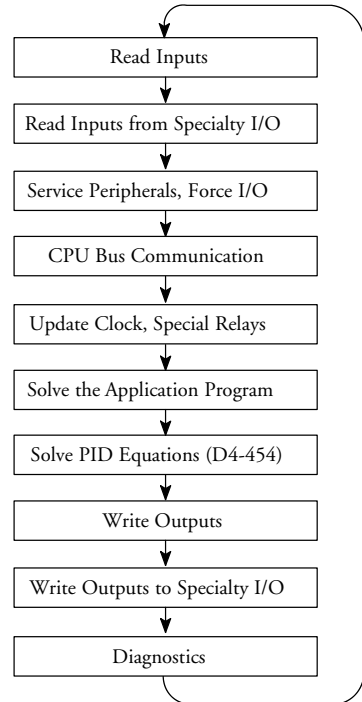 Read Inputs
Read Inputs from Specialty I/O
Service Peripherals, Force I/O
CPU Bus Communication
Update Clock, Special Relays
Solve the Application Program
Solve PID Equations (D4-454)
Write Outputs
Write Outputs to Specialty I/O
Diagnostics